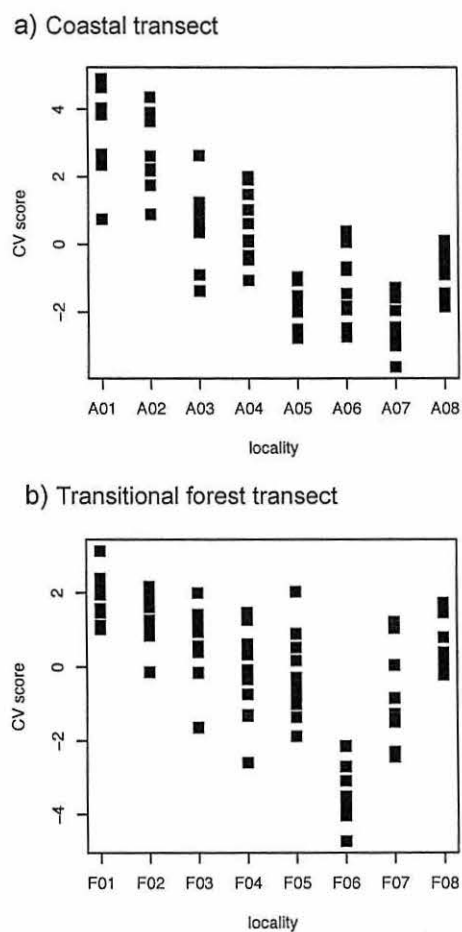 a) Coastal transect
4
2
0
−2
CV score
A01 A02 A03 A04 A05 A06 A07 A08
locality
b) Transitional forest transect
2
0
−2
−4
CV score
F01 F02 F03 F04 F05 F06 F07 F08
locality